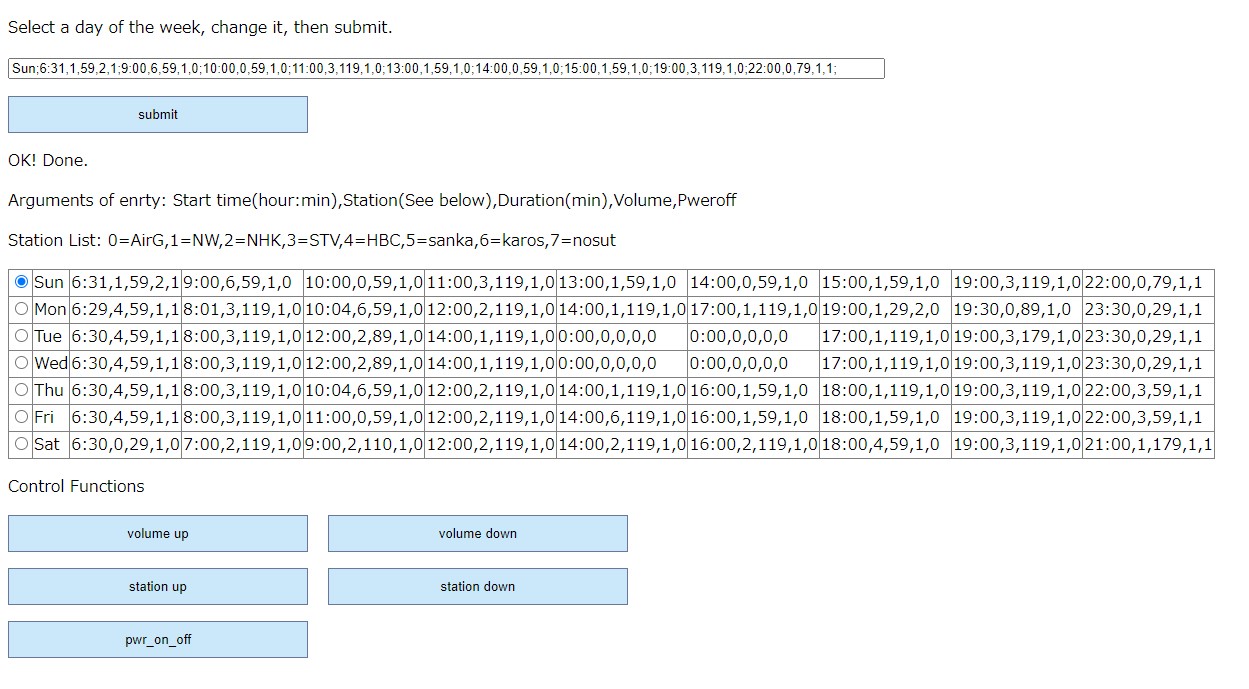 Select a day of the week, change it, then submit.
Sun;6:31,1,59,2,1;9:00,6,59,1,0;10:00,0,59,1,0;11:00,3,119,1,0;13:00,1,59,1,0;14:00,0,59,1,0;15:00,1,59,1,0;19:00,3,119,1,0;22:00,0,79,1,1;
submit
OK! Done.
Arguments of enrty: Start time(hour:min),Station(See below),Duration(min),Volume,Pweroff
Station List: 0=AirG,1=NW,2=NHK,3=STV,4=HBC,5=sanka,6=karos,7=nosut
Sun 6:31,1,59,2,1 9:00,6,59,1,0 10:00,0,59,1,0 11:00,3,119,1,0 13:00,1,59,1,0 14:00,0,59,1,0 15:00,1,59,1,0 19:00,3,119,1,0 22:00,0,79,1,1
Mon 6:29,4,59,1,1 8:01,3,119,1,0 10:04,6,59,1,0 12:00,2,119,1,0 14:00,1,119,1,0 17:00,1,119,1,0 19:00,1,29,2,0 19:30,0,89,1,0 23:30,0,29,1,1
Tue 6:30,4,59,1,1 8:00,3,119,1,0 12:00,2,89,1,0 14:00,1,119,1,0 0:00,0,0,0,0 0:00,0,0,0,0 17:00,1,119,1,0 19:00,3,179,1,0 23:30,0,29,1,1
Wed 6:30,4,59,1,1 8:00,3,119,1,0 12:00,2,89,1,0 14:00,1,119,1,0 0:00,0,0,0,0 0:00,0,0,0,0 17:00,1,119,1,0 19:00,3,119,1,0 23:30,0,29,1,1
Thu 6:30,4,59,1,1 8:00,3,119,1,0 10:04,6,59,1,0 12:00,2,119,1,0 14:00,1,119,1,0 16:00,1,59,1,0 18:00,1,119,1,0 19:00,3,119,1,0 22:00,3,59,1,1
Fri 6:30,4,59,1,1 8:00,3,119,1,0 11:00,0,59,1,0 12:00,2,119,1,0 14:00,6,119,1,0 16:00,1,59,1,0 18:00,1,59,1,0 19:00,3,119,1,0 22:00,3,59,1,1
Sat 6:30,0,29,1,0 7:00,2,119,1,0 9:00,2,110,1,0 12:00,2,119,1,0 14:00,2,119,1,0 16:00,2,119,1,0 18:00,4,59,1,0 19:00,3,119,1,0 21:00,1,179,1,1
Control Functions
volume up volume down
station up station down
pwr_on_off